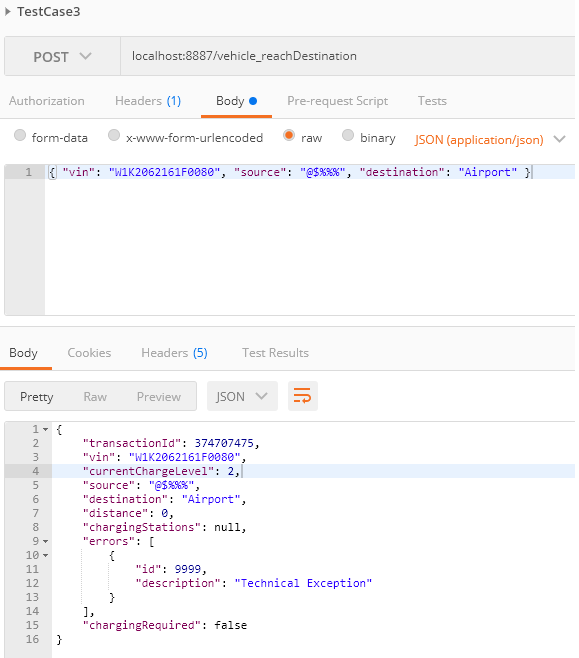 TestCase3
POST localhost:8887/vehicle_reachDestination
Authorization Headers (1) Body Pre-request Script Tests
form-data x-www-form-urlencoded raw binary JSON (application/json)
1 { "vin": "W1K2062161F0080", "source": "@$%%%", "destination": "Airport" }
Body Cookies Headers (5) Test Results
Pretty Raw Preview JSON
1 {
2 "transactionId": 374707475,
3 "vin": "W1K2062161F0080",
4 "currentChargeLevel": 2,
5 "source": "@$%%%",
6 "destination": "Airport",
7 "distance": 0,
8 "chargingStations": null,
9 "errors": [
10 {
11 "id": 9999,
12 "description": "Technical Exception"
13 }
14 ],
15 "chargingRequired": false
16 }